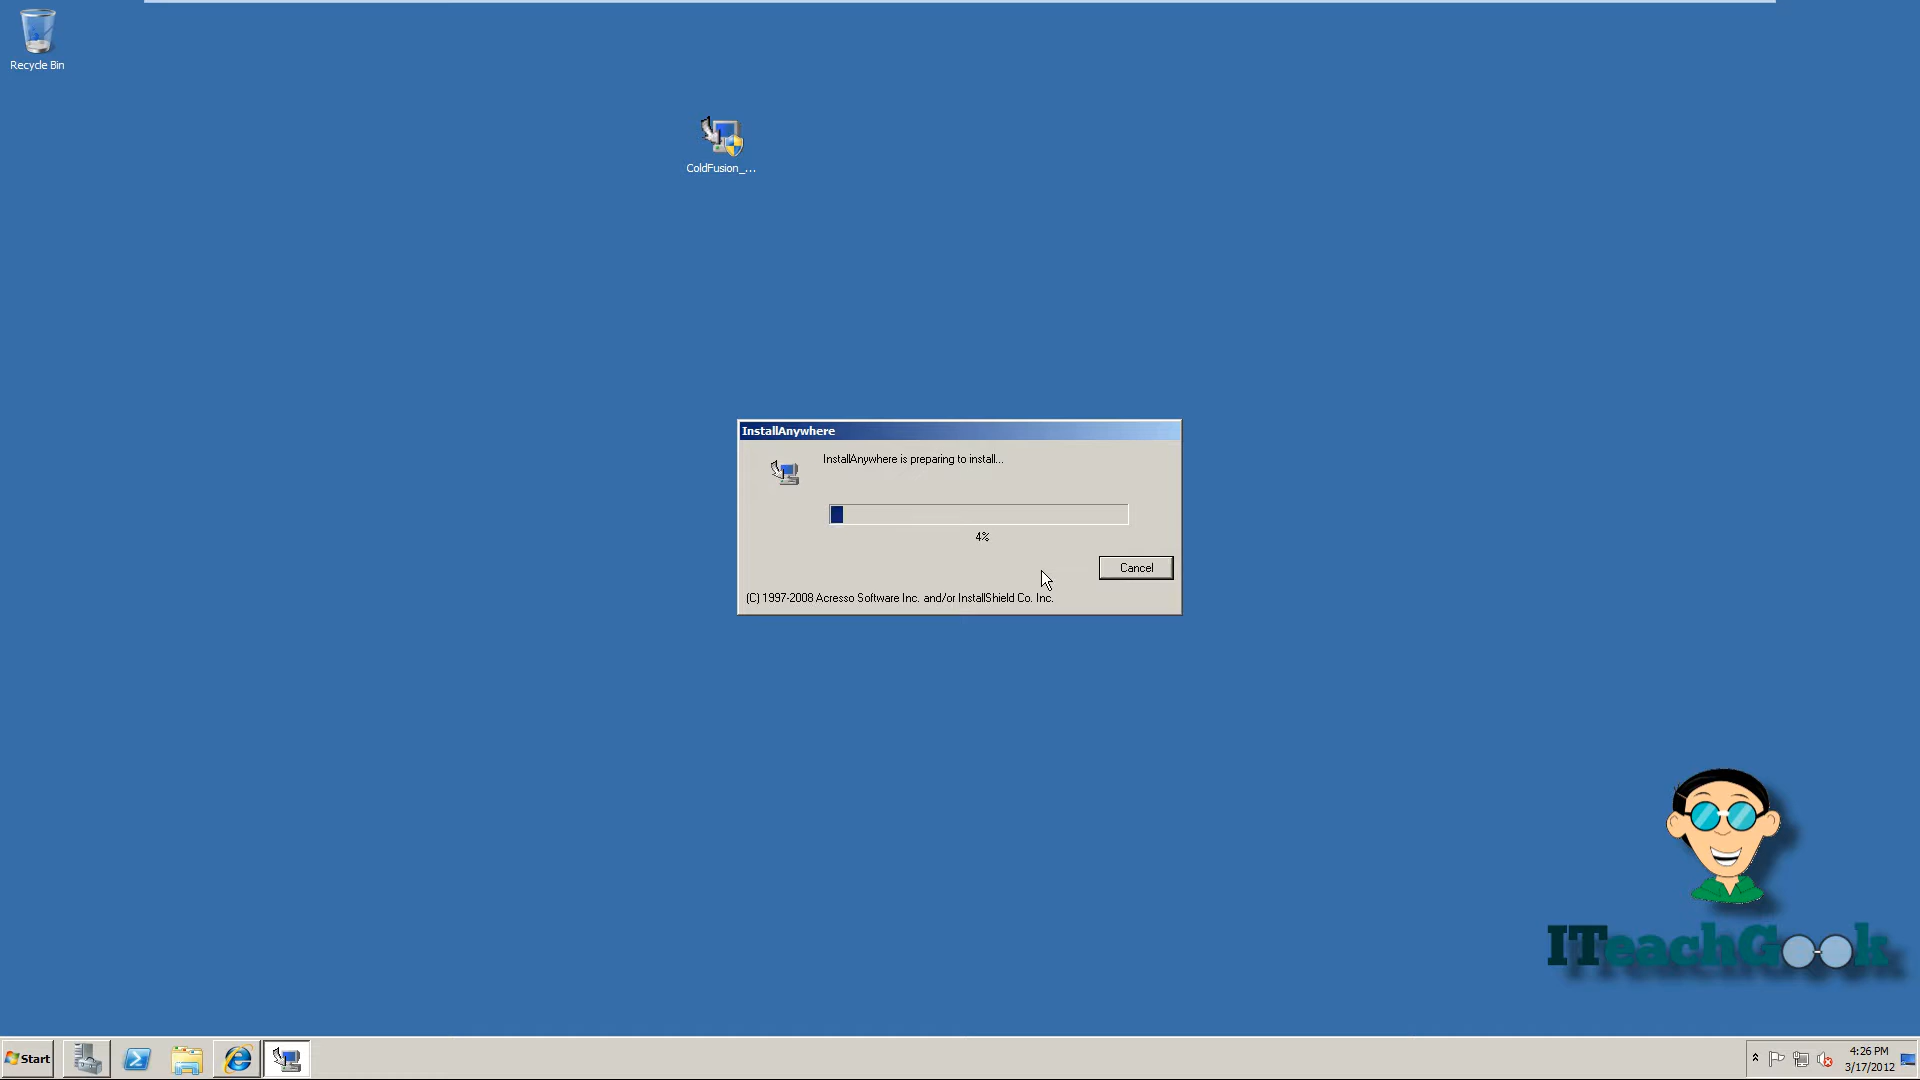 Recycle Bin
ColdFusion_...
InstallAnywhere
InstallAnywhere is preparing to install...
4%
Cancel
(C) 1997-2008 Acresso Software Inc. and/or InstallShield Co. Inc.
ITeachGook
Start
4:26 PM
3/17/2012